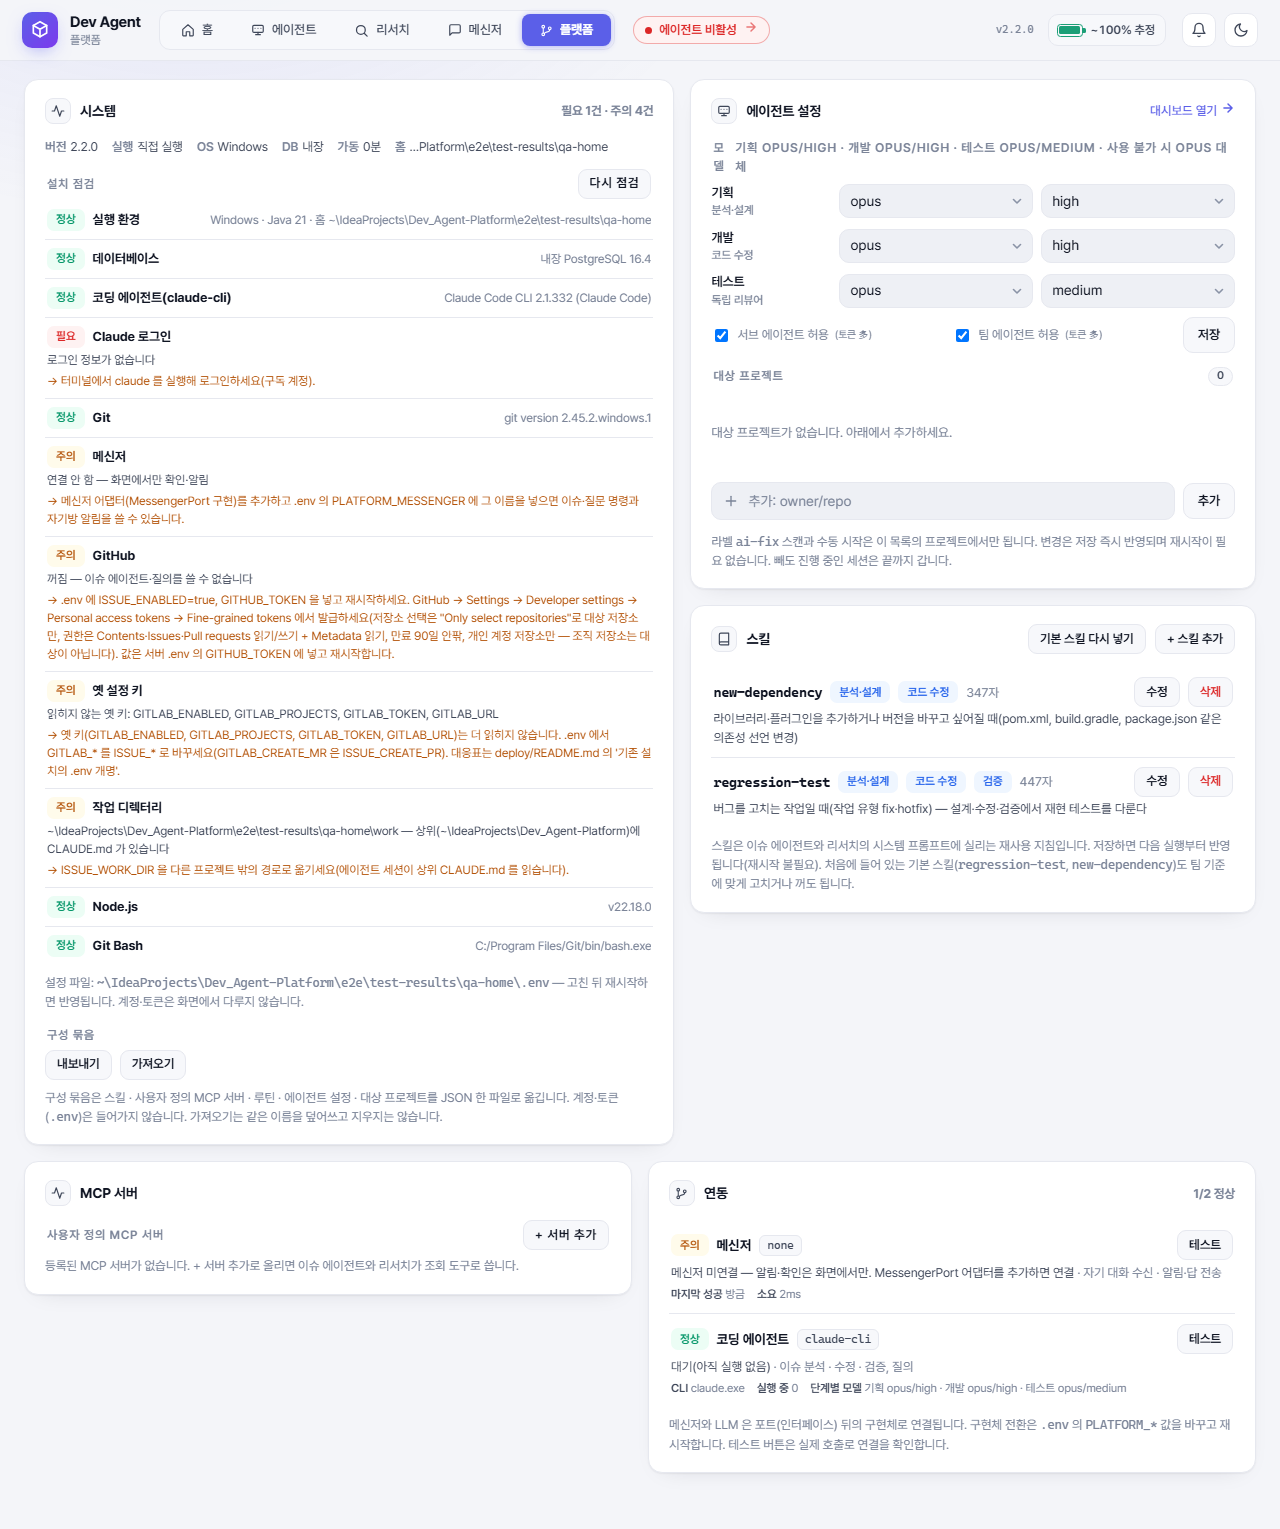 Dev Agent
플랫폼
홈
에이전트
리서치
메신저
플랫폼
에이전트 비활성 →
v2.2.0
~100% 추정
시스템
필요 1건 · 주의 4건
버전 2.2.0 실행 직접 실행 OS Windows DB 내장 가동 0분 홈 ...Platform\e2e\test-results\qa-home
설치 점검
다시 점검
정상 실행 환경 Windows · Java 21 · 홈 ~\IdeaProjects\Dev_Agent-Platform\e2e\test-results\qa-home
정상 데이터베이스 내장 PostgreSQL 16.4
정상 코딩 에이전트(claude-cli) Claude Code CLI 2.1.332 (Claude Code)
필요 Claude 로그인
로그인 정보가 없습니다
→ 터미널에서 claude 를 실행해 로그인하세요(구독 계정).
정상 Git git version 2.45.2.windows.1
주의 메신저
연결 안 함 — 화면에서만 확인·알림
→ 메신저 어댑터(MessengerPort 구현)를 추가하고 .env 의 PLATFORM_MESSENGER 에 그 이름을 넣으면 이슈·질문 명령과
자기방 알림을 쓸 수 있습니다.
주의 GitHub
꺼짐 — 이슈 에이전트·질의를 쓸 수 없습니다
→ .env 에 ISSUE_ENABLED=true, GITHUB_TOKEN 을 넣고 재시작하세요. GitHub → Settings → Developer settings →
Personal access tokens → Fine-grained tokens 에서 발급하세요(저장소 선택은 "Only select repositories"로 대상 저장소
만, 권한은 Contents·Issues·Pull requests 읽기/쓰기 + Metadata 읽기, 만료 90일 안팎, 개인 계정 저장소만 — 조직 저장소는 대
상이 아닙니다). 값은 서버 .env 의 GITHUB_TOKEN 에 넣고 재시작합니다.
주의 옛 설정 키
읽히지 않는 옛 키: GITLAB_ENABLED, GITLAB_PROJECTS, GITLAB_TOKEN, GITLAB_URL
→ 옛 키(GITLAB_ENABLED, GITLAB_PROJECTS, GITLAB_TOKEN, GITLAB_URL)는 더 읽히지 않습니다. .env 에서
GITLAB_* 를 ISSUE_* 로 바꾸세요(GITLAB_CREATE_MR 은 ISSUE_CREATE_PR). 대응표는 deploy/README.md 의 '기존 설
치의 .env 개명'.
주의 작업 디렉터리
~\IdeaProjects\Dev_Agent-Platform\e2e\test-results\qa-home\work — 상위(~\IdeaProjects\Dev_Agent-Platform)에
CLAUDE.md 가 있습니다
→ ISSUE_WORK_DIR 을 다른 프로젝트 밖의 경로로 옮기세요(에이전트 세션이 상위 CLAUDE.md 를 읽습니다).
정상 Node.js v22.18.0
정상 Git Bash C:/Program Files/Git/bin/bash.exe
설정 파일: ~\IdeaProjects\Dev_Agent-Platform\e2e\test-results\qa-home\.env — 고친 뒤 재시작하
면 반영됩니다. 계정·토큰은 화면에서 다루지 않습니다.
구성 묶음
내보내기 가져오기
구성 묶음은 스킬 · 사용자 정의 MCP 서버 · 루틴 · 에이전트 설정 · 대상 프로젝트를 JSON 한 파일로 옮깁니다. 계정·토큰
(.env)은 들어가지 않습니다. 가져오기는 같은 이름을 덮어쓰고 지우지는 않습니다.
에이전트 설정
대시보드 열기 →
모 기획 OPUS/HIGH · 개발 OPUS/HIGH · 테스트 OPUS/MEDIUM · 사용 불가 시 OPUS 대
델 체
기획
분석·설계
opus high
개발
코드 수정
opus high
테스트
독립 리뷰어
opus medium
서브 에이전트 허용 (토큰 多)
팀 에이전트 허용 (토큰 多)
저장
대상 프로젝트 0
대상 프로젝트가 없습니다. 아래에서 추가하세요.
+ 추가: owner/repo
추가
라벨 ai-fix 스캔과 수동 시작은 이 목록의 프로젝트에서만 됩니다. 변경은 저장 즉시 반영되며 재시작이 필
요 없습니다. 빼도 진행 중인 세션은 끝까지 갑니다.
스킬
기본 스킬 다시 넣기
+ 스킬 추가
new-dependency 분석·설계 코드 수정 347자 수정 삭제
라이브러리·플러그인을 추가하거나 버전을 바꾸고 싶어질 때(pom.xml, build.gradle, package.json 같은
의존성 선언 변경)
regression-test 분석·설계 코드 수정 검증 447자 수정 삭제
버그를 고치는 작업일 때(작업 유형 fix·hotfix) — 설계·수정·검증에서 재현 테스트를 다룬다
스킬은 이슈 에이전트와 리서치의 시스템 프롬프트에 실리는 재사용 지침입니다. 저장하면 다음 실행부터 반영
됩니다(재시작 불필요). 처음에 들어 있는 기본 스킬(regression-test, new-dependency)도 팀 기준
에 맞게 고치거나 꺼도 됩니다.
MCP 서버
사용자 정의 MCP 서버
+ 서버 추가
등록된 MCP 서버가 없습니다. + 서버 추가로 올리면 이슈 에이전트와 리서치가 조회 도구로 씁니다.
연동
1/2 정상
주의 메신저 none 테스트
메신저 미연결 — 알림·확인은 화면에서만. MessengerPort 어댑터를 추가하면 연결 · 자기 대화 수신 · 알림·답 전송
마지막 성공 방금 소요 2ms
정상 코딩 에이전트 claude-cli 테스트
대기(아직 실행 없음) · 이슈 분석 · 수정 · 검증, 질의
CLI claude.exe 실행 중 0 단계별 모델 기획 opus/high · 개발 opus/high · 테스트 opus/medium
메신저와 LLM 은 포트(인터페이스) 뒤의 구현체로 연결됩니다. 구현체 전환은 .env 의 PLATFORM_* 값을 바꾸고 재
시작합니다. 테스트 버튼은 실제 호출로 연결을 확인합니다.